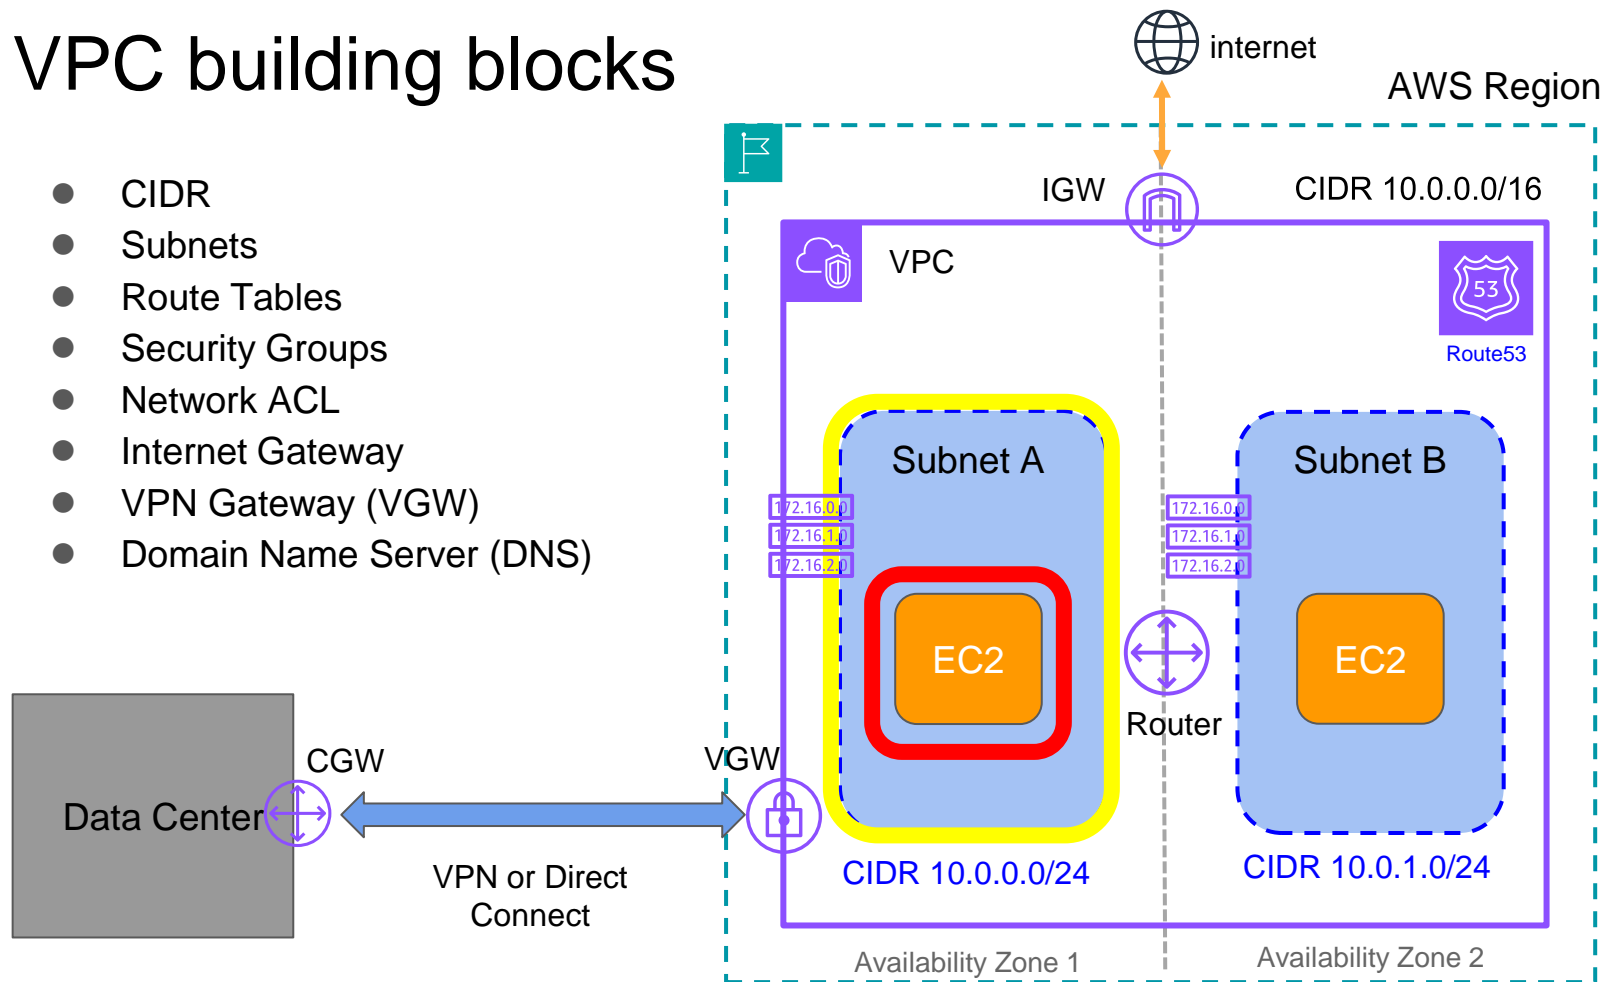 VPC building blocks
internet
AWS Region
CIDR
Subnets
Route Tables
Security Groups
Network ACL
Internet Gateway
VPN Gateway (VGW)
Domain Name Server (DNS)
IGW
CIDR 10.0.0.0/16
VPC
53
Route53
Subnet A
Subnet B
172.16.0.0
172.16.1.0
172.16.2.0
172.16.0.0
172.16.1.0
172.16.2.0
EC2
EC2
Router
Data Center
CGW
VGW
VPN or Direct
Connect
CIDR 10.0.0.0/24
CIDR 10.0.1.0/24
Availability Zone 1
Availability Zone 2